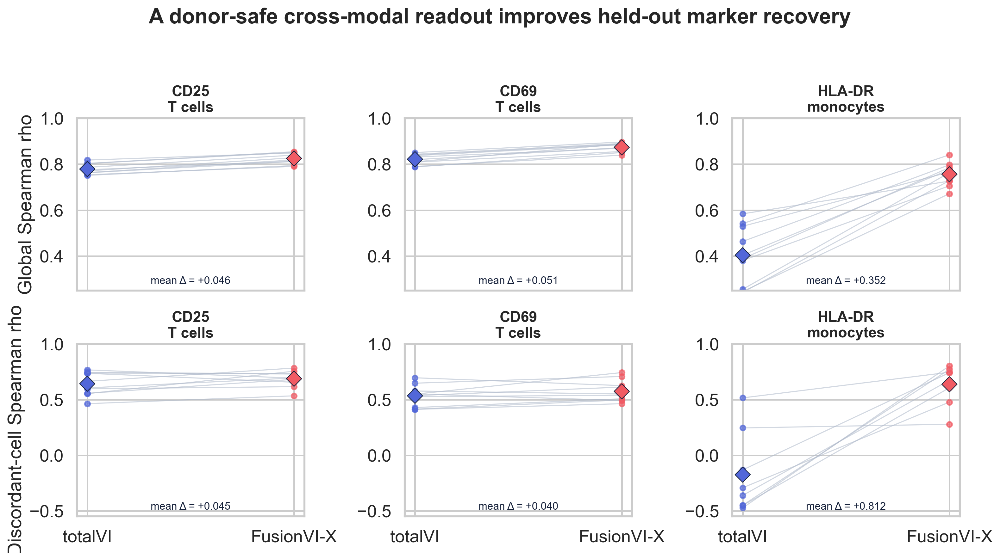 A donor-safe cross-modal readout improves held-out marker recovery
CD25
T cells
CD69
T cells
HLA-DR
monocytes
Global Spearman rho
1.0
0.8
0.6
0.4
mean Δ = +0.046
1.0
0.8
0.6
0.4
mean Δ = +0.051
1.0
0.8
0.6
0.4
mean Δ = +0.352
CD25
T cells
CD69
T cells
HLA-DR
monocytes
Discordant-cell Spearman rho
1.0
0.5
0.0
−0.5
mean Δ = +0.045
totalVI
FusionVI-X
1.0
0.5
0.0
−0.5
mean Δ = +0.040
totalVI
FusionVI-X
1.0
0.5
0.0
−0.5
mean Δ = +0.812
totalVI
FusionVI-X